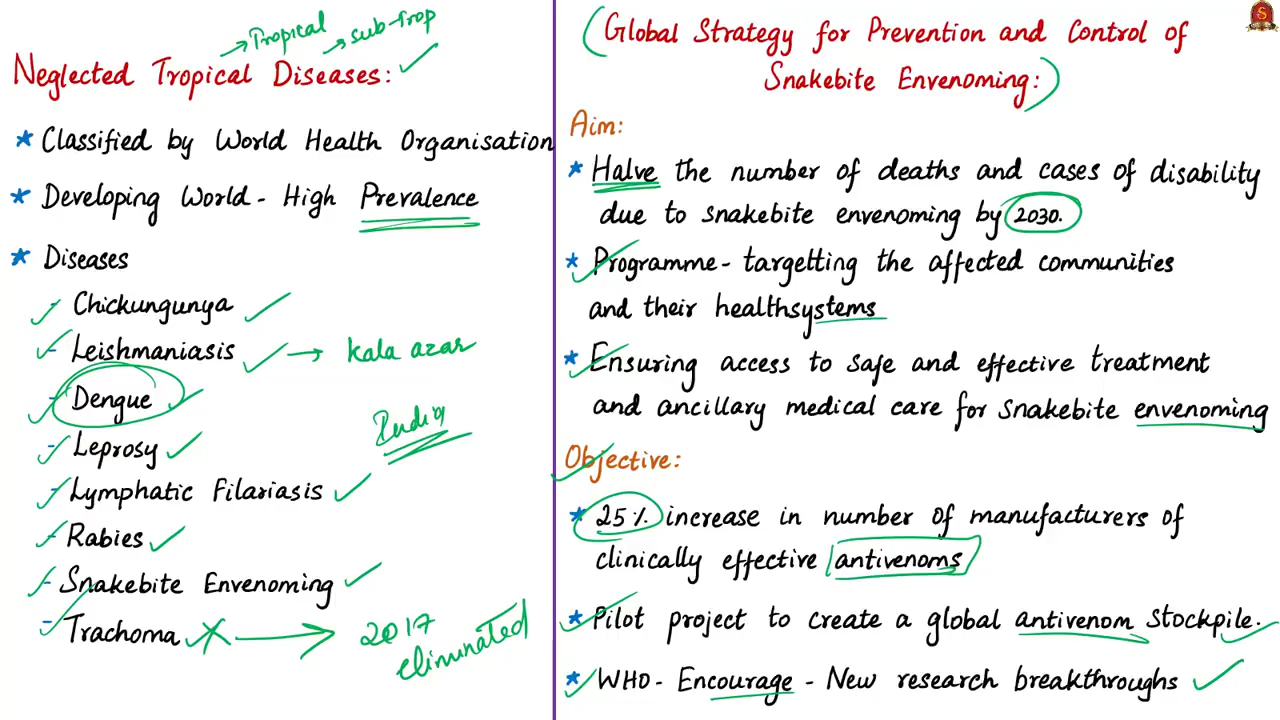 → Tropical → sub-Trop
Neglected Tropical Diseases:
* Classified by World Health Organisation
* Developing World - High Prevalence
* Diseases
- Chickungunya
- Leishmaniasis → kala azar
- Dengue
India
- Leprosy
- Lymphatic Filariasis
- Rabies
- Snakebite Envenoming
- Trachoma → 2017
eliminated
(Global Strategy for Prevention and Control of
Snakebite Envenoming:)
Aim:
* Halve the number of deaths and cases of disability
due to snakebite envenoming by 2030.
* Programme - targetting the affected communities
and their healthsystems
* Ensuring access to safe and effective treatment
and ancillary medical care for snakebite envenoming
Objective:
* 25% increase in number of manufacturers of
clinically effective antivenoms
* Pilot project to create a global antivenom stockpile.
* WHO - Encourage - New research breakthroughs